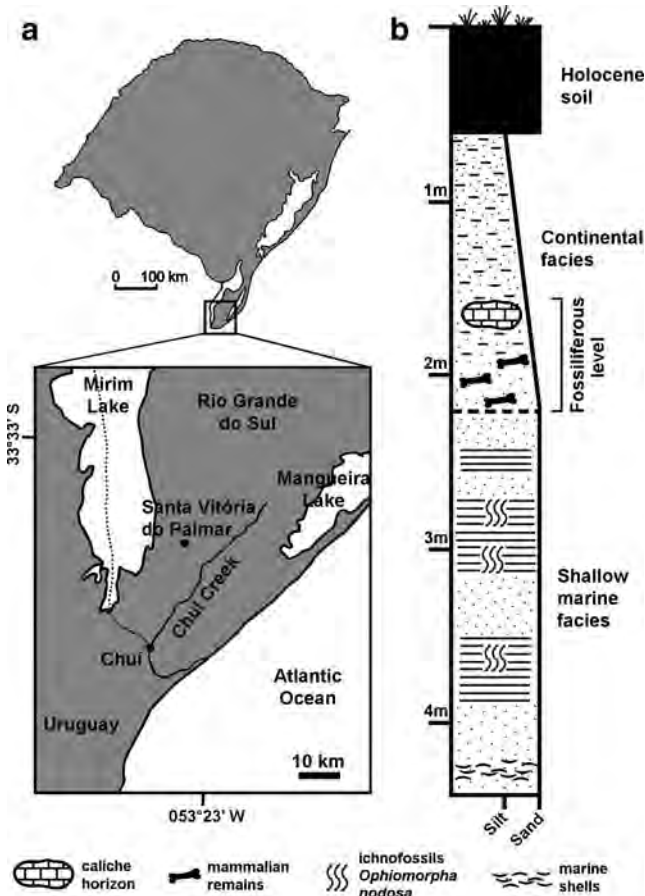 a
0 100 km
Mirim
Lake
Rio Grande
do Sul
33°33' S
Mangueira
Lake
Santa Vitória
do Palmar
Chuí Creek
Chuí
Atlantic
Ocean
Uruguay
10 km
053°23' W
b
Holocene
soil
1m
Continental
facies
Fossiliferous
level
2m
3m
Shallow
marine
facies
4m
Silt
Sand
caliche
horizon
mammalian
remains
ichnofossils
Ophiomorpha
nodosa
marine
shells